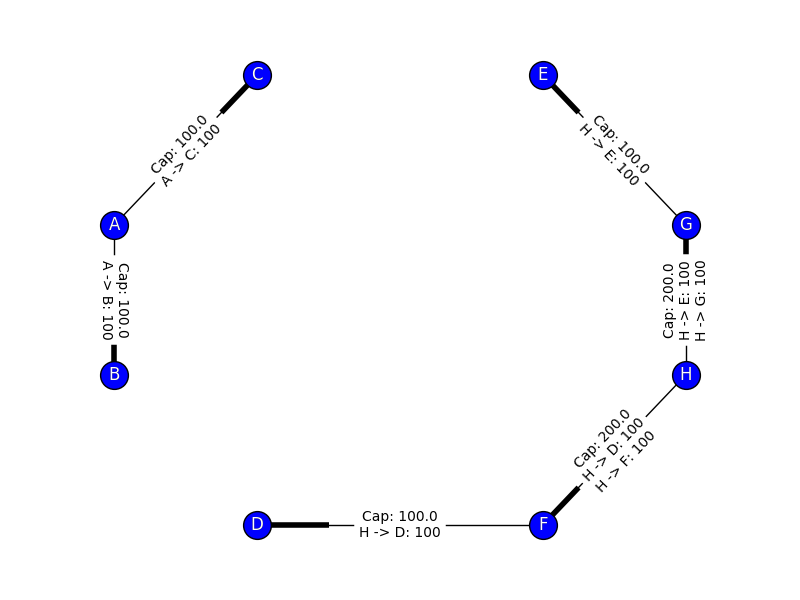 C
E
Cap: 100.0
A -> C: 100
Cap: 100.0
H -> E: 100
A
G
Cap: 100.0
A -> B: 100
Cap: 200.0
H -> E: 100
H -> G: 100
B
H
Cap: 200.0
H -> D: 100
H -> F: 100
D
Cap: 100.0
H -> D: 100
F